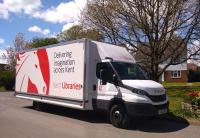 Delivering
imagination
across Kent
Kent Libraries